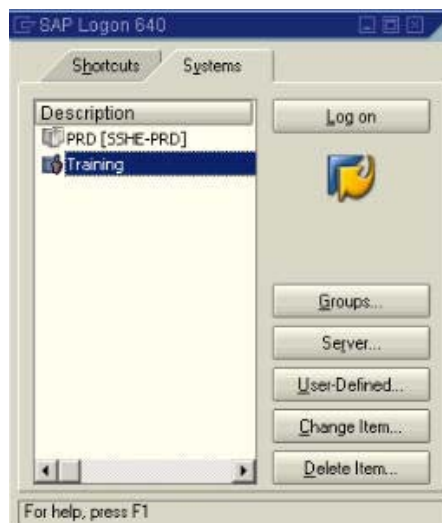 SAP Logon 640
Shortcuts Systems
Description
PRD [SSHE-PRD]
Training
Log on
Groups...
Server...
User-Defined...
Change Item...
Delete Item...
For help, press F1